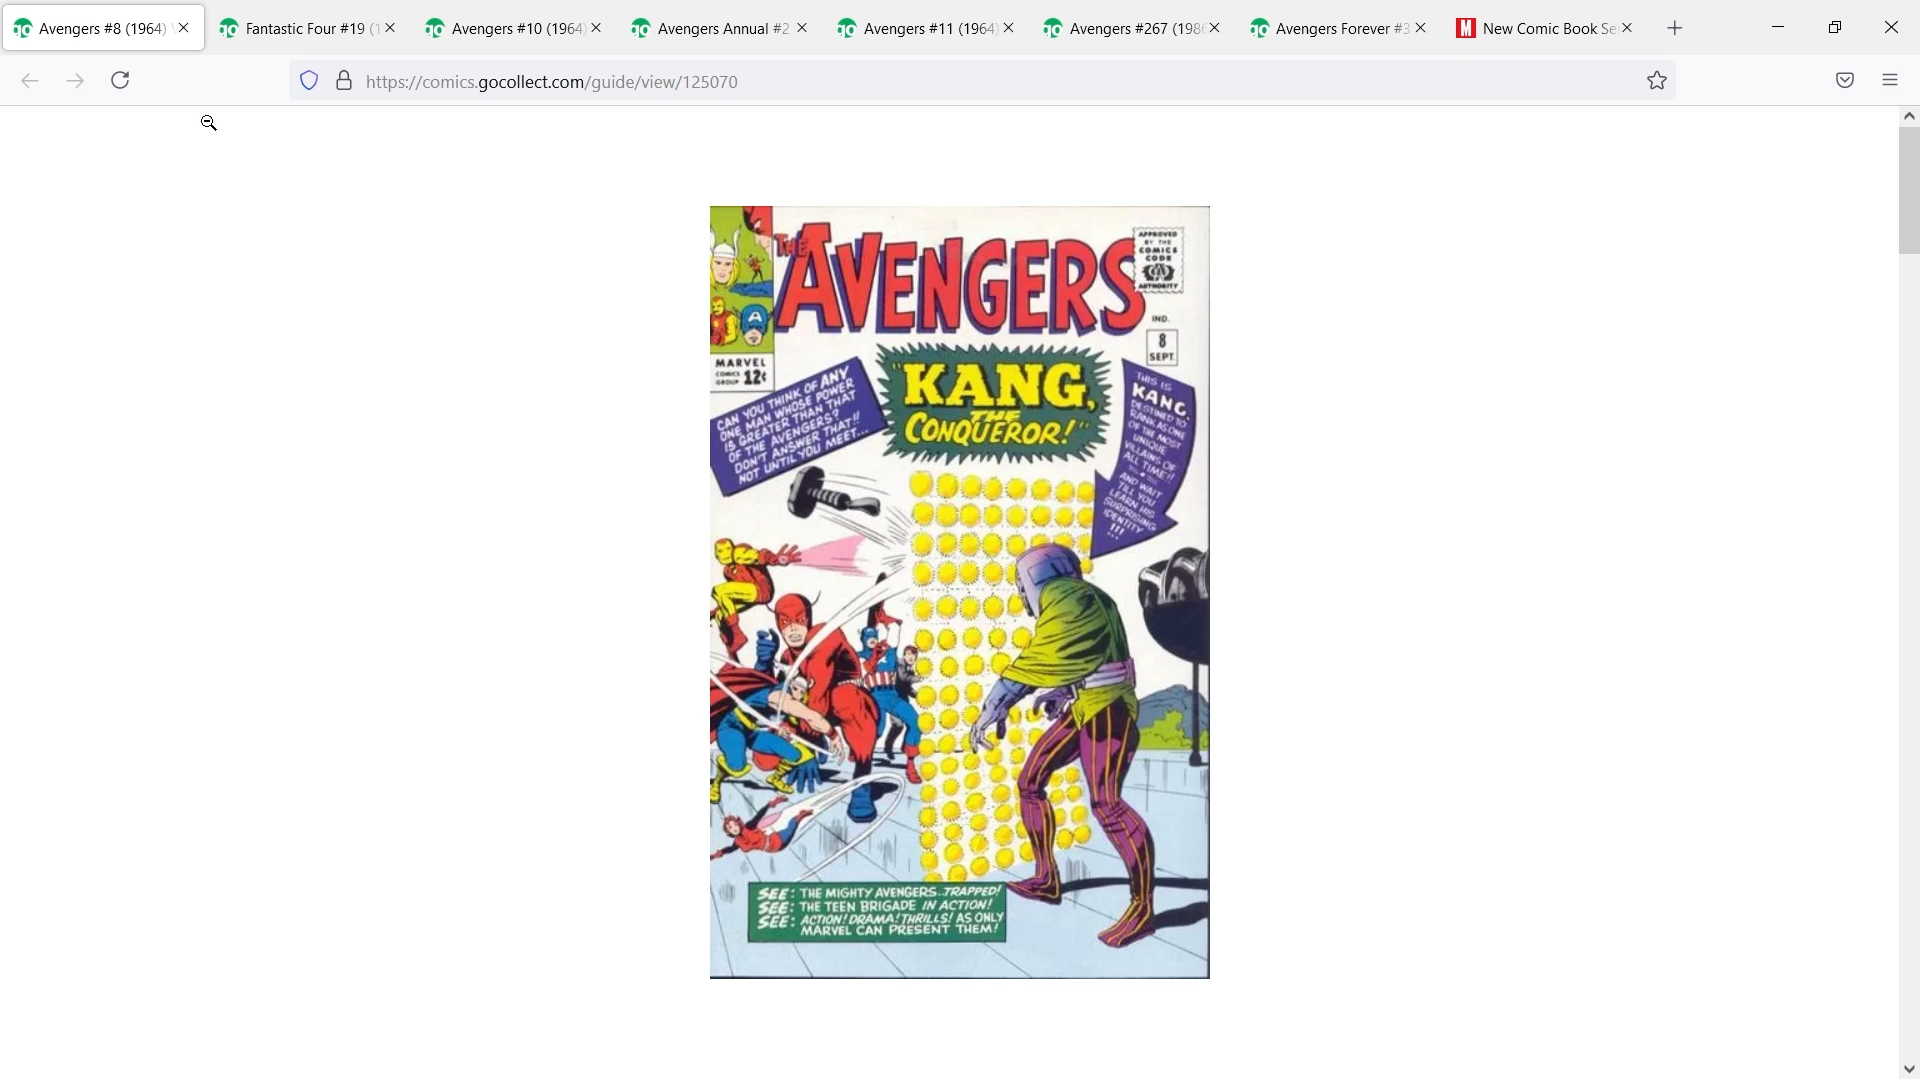 Avengers #8 (1964)
Fantastic Four #19 (1
Avengers #10 (1964)
Avengers Annual #2
Avengers #11 (1964)
Avengers #267 (1986
Avengers Forever #3
New Comic Book Se
https://comics.gocollect.com/guide/view/125070
THE
AVENGERS
APPROVED
BY THE
COMICS
CODE
CA
AUTHORITY
IND.
8
SEPT.
A
MARVEL
COMICS
GROUP 12¢
CAN YOU THINK OF ANY
ONE MAN WHOSE POWER
IS GREATER THAN THAT
OF THE AVENGERS?
DON'T ANSWER THAT!!
NOT UNTIL YOU MEET...
"KANG,
THE
CONQUEROR!"
THIS IS
KANG,
DESTINED TO
RANK AS ONE
OF THE MOST
UNIQUE
VILLAINS OF
ALL TIME!!
AND WAIT
TILL YOU
LEARN HIS
SURPRISING
IDENTITY
!!!
...
SEE: THE MIGHTY AVENGERS..TRAPPED!
SEE: THE TEEN BRIGADE IN ACTION!
SEE: ACTION! DRAMA! THRILLS! AS ONLY
MARVEL CAN PRESENT THEM!